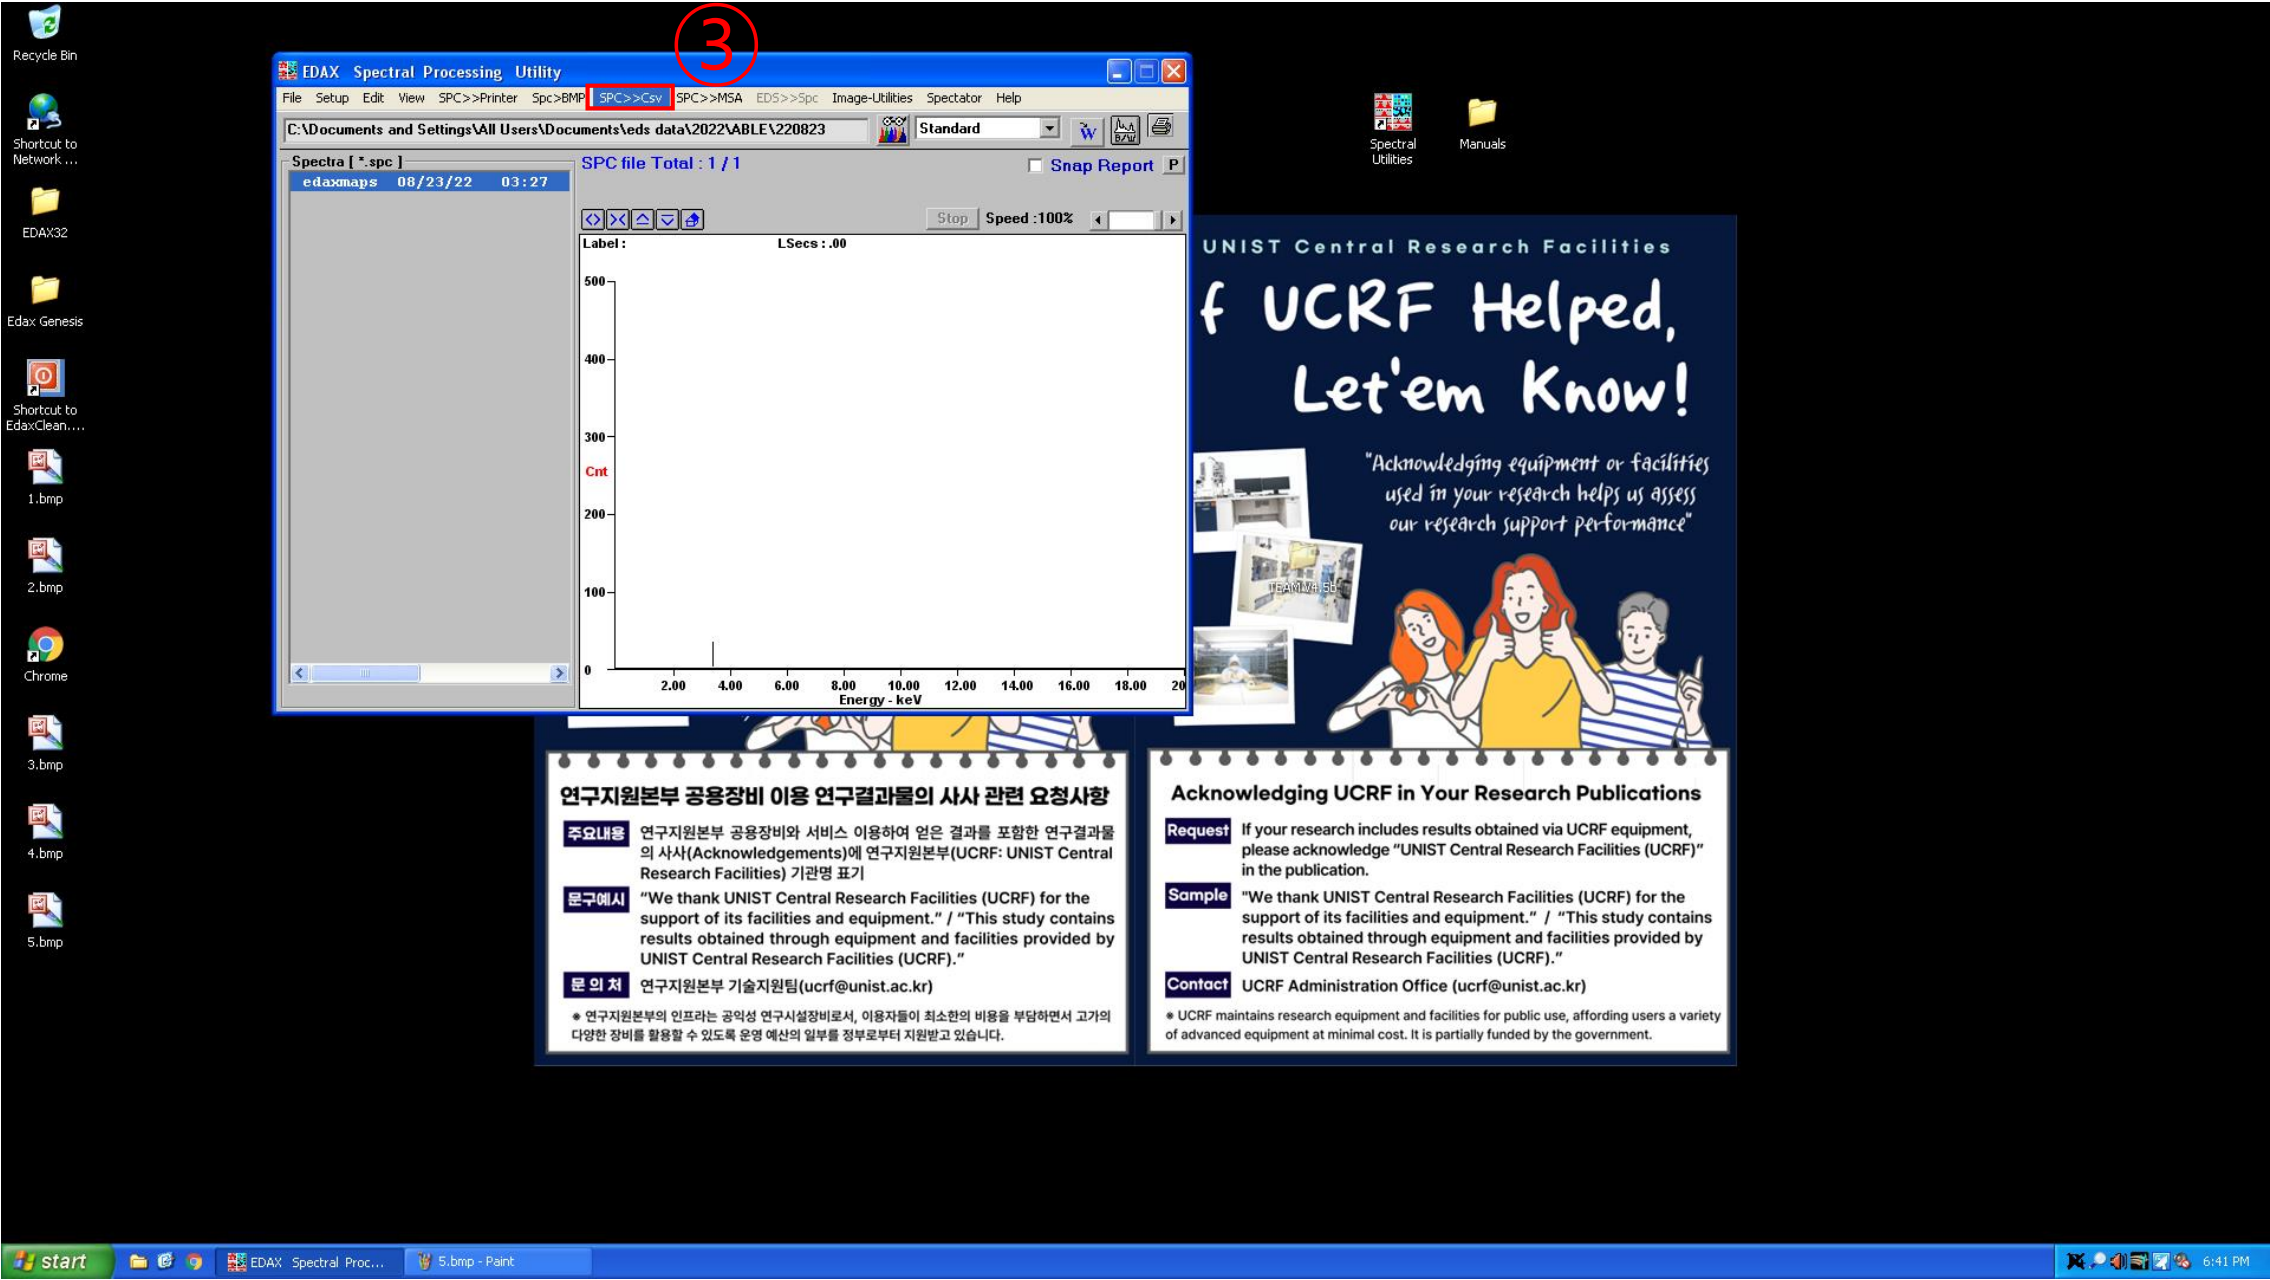 Recycle Bin
Shortcut to
Network ...
EDAX32
Edax Genesis
Shortcut to
EdaxClean....
1.bmp
2.bmp
Chrome
3.bmp
4.bmp
5.bmp
③
EDAX Spectral Processing Utility
File Setup Edit View SPC>>Printer Spc>BMP SPC>>Csv SPC>>MSA EDS>>Spc Image-Utilities Spectator Help
C:\Documents and Settings\All Users\Documents\eds data\2022\ABLE\220823
Standard
W
B/W
Spectra [ *.spc ]
edaxmaps 08/23/22 03:27
SPC file Total : 1 / 1
Snap Report P
Stop Speed :100%
Label : LSecs : .00
500
400
300
Cnt
200
100
0
2.00 4.00 6.00 8.00 10.00 12.00 14.00 16.00 18.00 20
Energy - keV
Spectral
Utilities
Manuals
UNIST Central Research Facilities
f UCRF Helped,
Let'em Know!
"Acknowledging equipment or facilities
used in your research helps us assess
our research support performance"
TEAM V4.5b
연구지원본부 공용장비 이용 연구결과물의 사사 관련 요청사항
주요내용 연구지원본부 공용장비와 서비스 이용하여 얻은 결과를 포함한 연구결과물
의 사사(Acknowledgements)에 연구지원본부(UCRF: UNIST Central
Research Facilities) 기관명 표기
문구예시 “We thank UNIST Central Research Facilities (UCRF) for the
support of its facilities and equipment.” / “This study contains
results obtained through equipment and facilities provided by
UNIST Central Research Facilities (UCRF).”
문 의 처 연구지원본부 기술지원팀(ucrf@unist.ac.kr)
※ 연구지원본부의 인프라는 공익성 연구시설장비로서, 이용자들이 최소한의 비용을 부담하면서 고가의
다양한 장비를 활용할 수 있도록 운영 예산의 일부를 정부로부터 지원받고 있습니다.
Acknowledging UCRF in Your Research Publications
Request If your research includes results obtained via UCRF equipment,
please acknowledge “UNIST Central Research Facilities (UCRF)”
in the publication.
Sample "We thank UNIST Central Research Facilities (UCRF) for the
support of its facilities and equipment.” / “This study contains
results obtained through equipment and facilities provided by
UNIST Central Research Facilities (UCRF).”
Contact UCRF Administration Office (ucrf@unist.ac.kr)
※ UCRF maintains research equipment and facilities for public use, affording users a variety
of advanced equipment at minimal cost. It is partially funded by the government.
start EDAX Spectral Proc... 5.bmp - Paint 6:41 PM